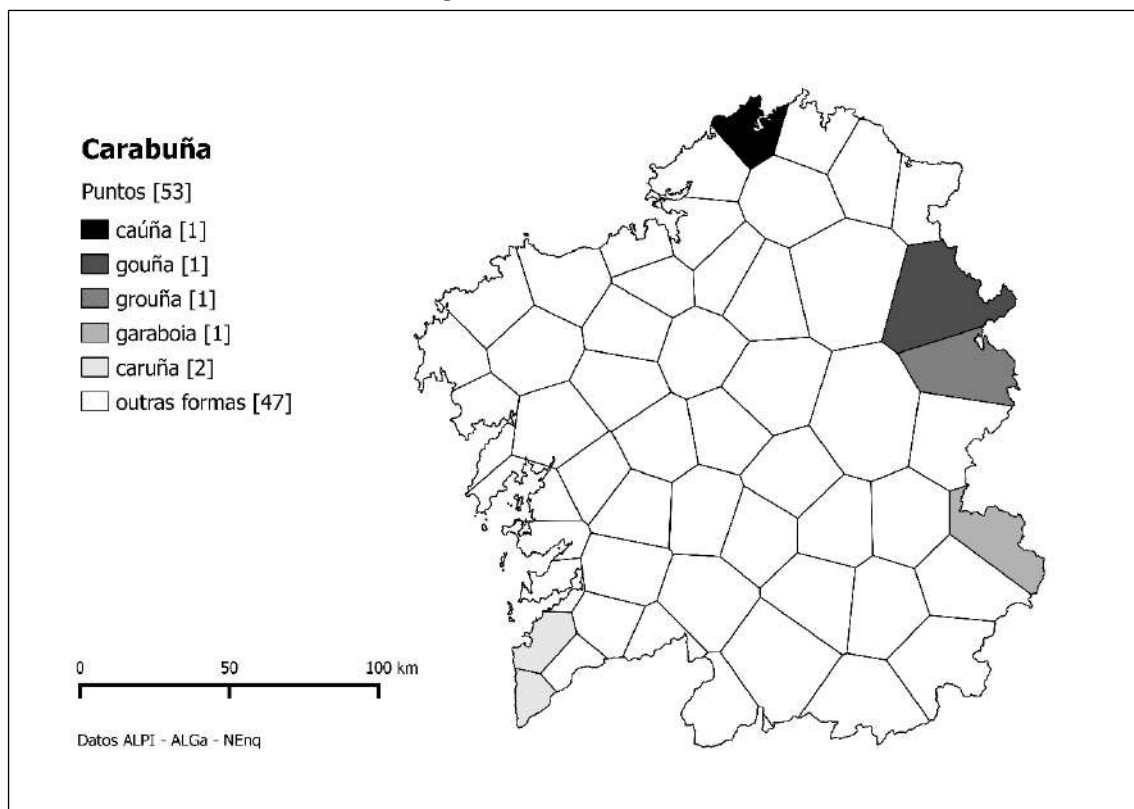 Carabuña
Puntos [53]
caúña [1]
gouña [1]
grouña [1]
garaboia [1]
caruña [2]
outras formas [47]
0 50 100 km
Datos ALPI - ALGa - NEnq